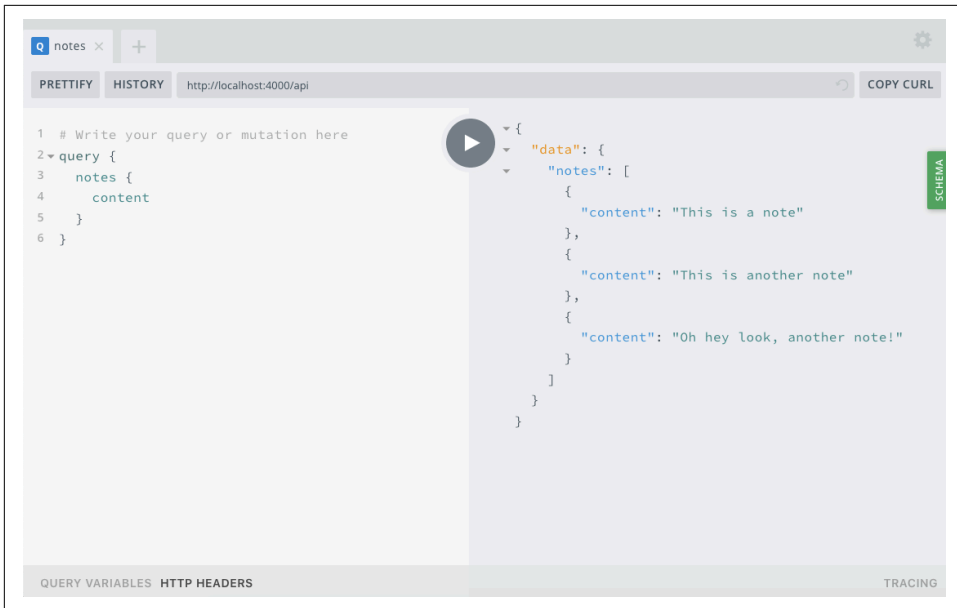 Q notes × +
PRETTIFY HISTORY http://localhost:4000/api COPY CURL
1 # Write your query or mutation here
2 query {
3 notes {
4 content
5 }
6 }
{
"data": {
"notes": [
{
"content": "This is a note"
},
{
"content": "This is another note"
},
{
"content": "Oh hey look, another note!"
}
]
}
}
SCHEMA
QUERY VARIABLES HTTP HEADERS TRACING